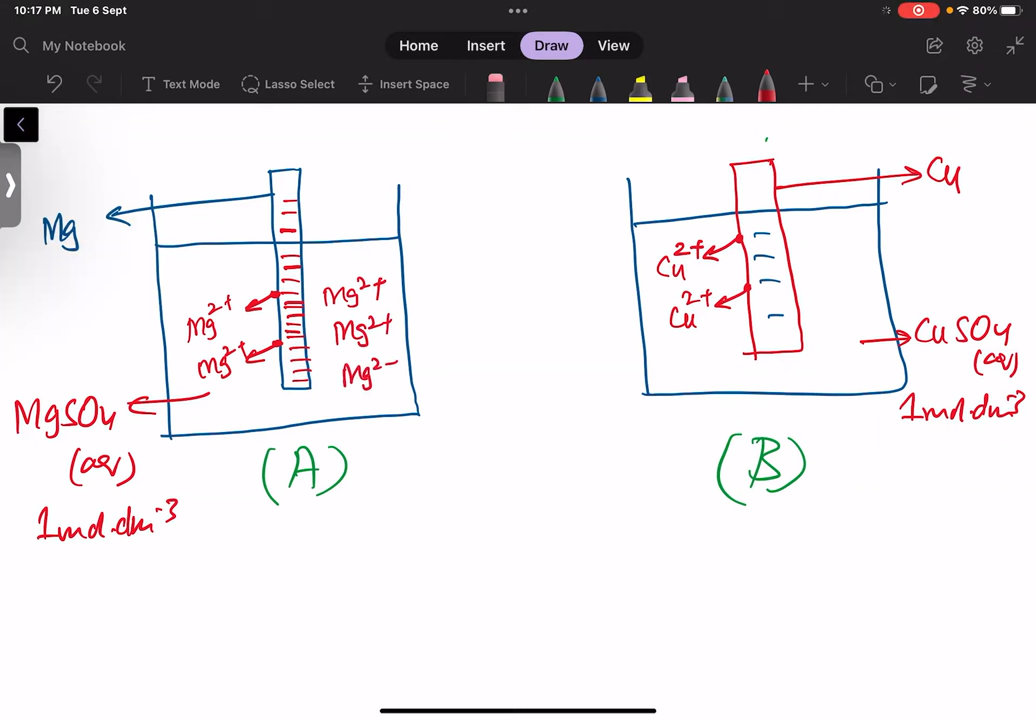 10:17 PM Tue 6 Sept
80%
My Notebook
Home Insert Draw View
Text Mode Lasso Select Insert Space
Mg
Mg2+
Mg2+
Mg2+
Mg2+
Mg2−
MgSO4
(aq)
1mol.dm-3
(A)
Cu
Cu2+
Cu2+
CuSO4
(aq)
1mol.dm-3
(B)